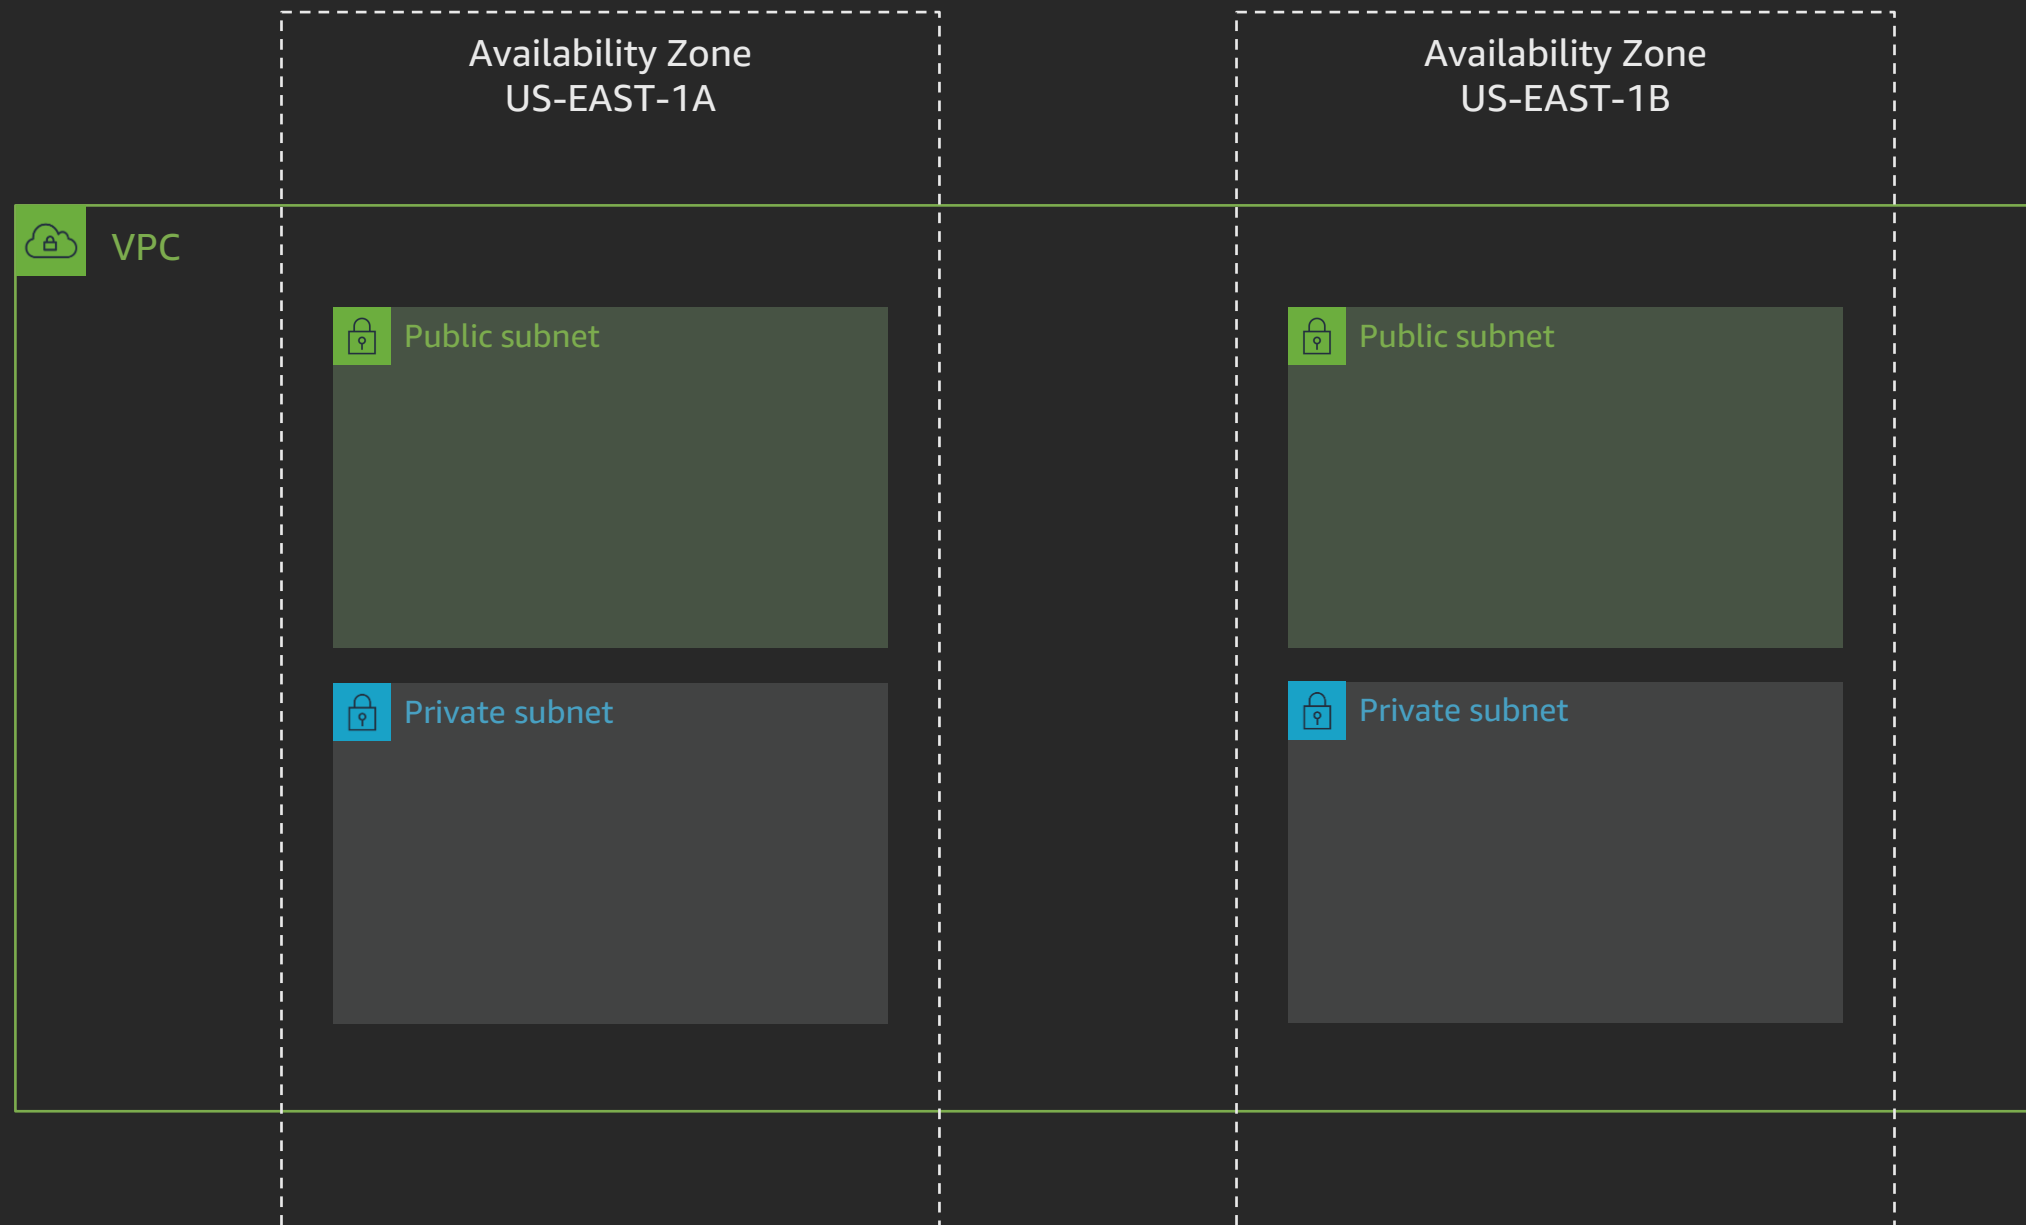 Availability Zone
US-EAST-1A
Availability Zone
US-EAST-1B
VPC
Public subnet
Public subnet
Private subnet
Private subnet